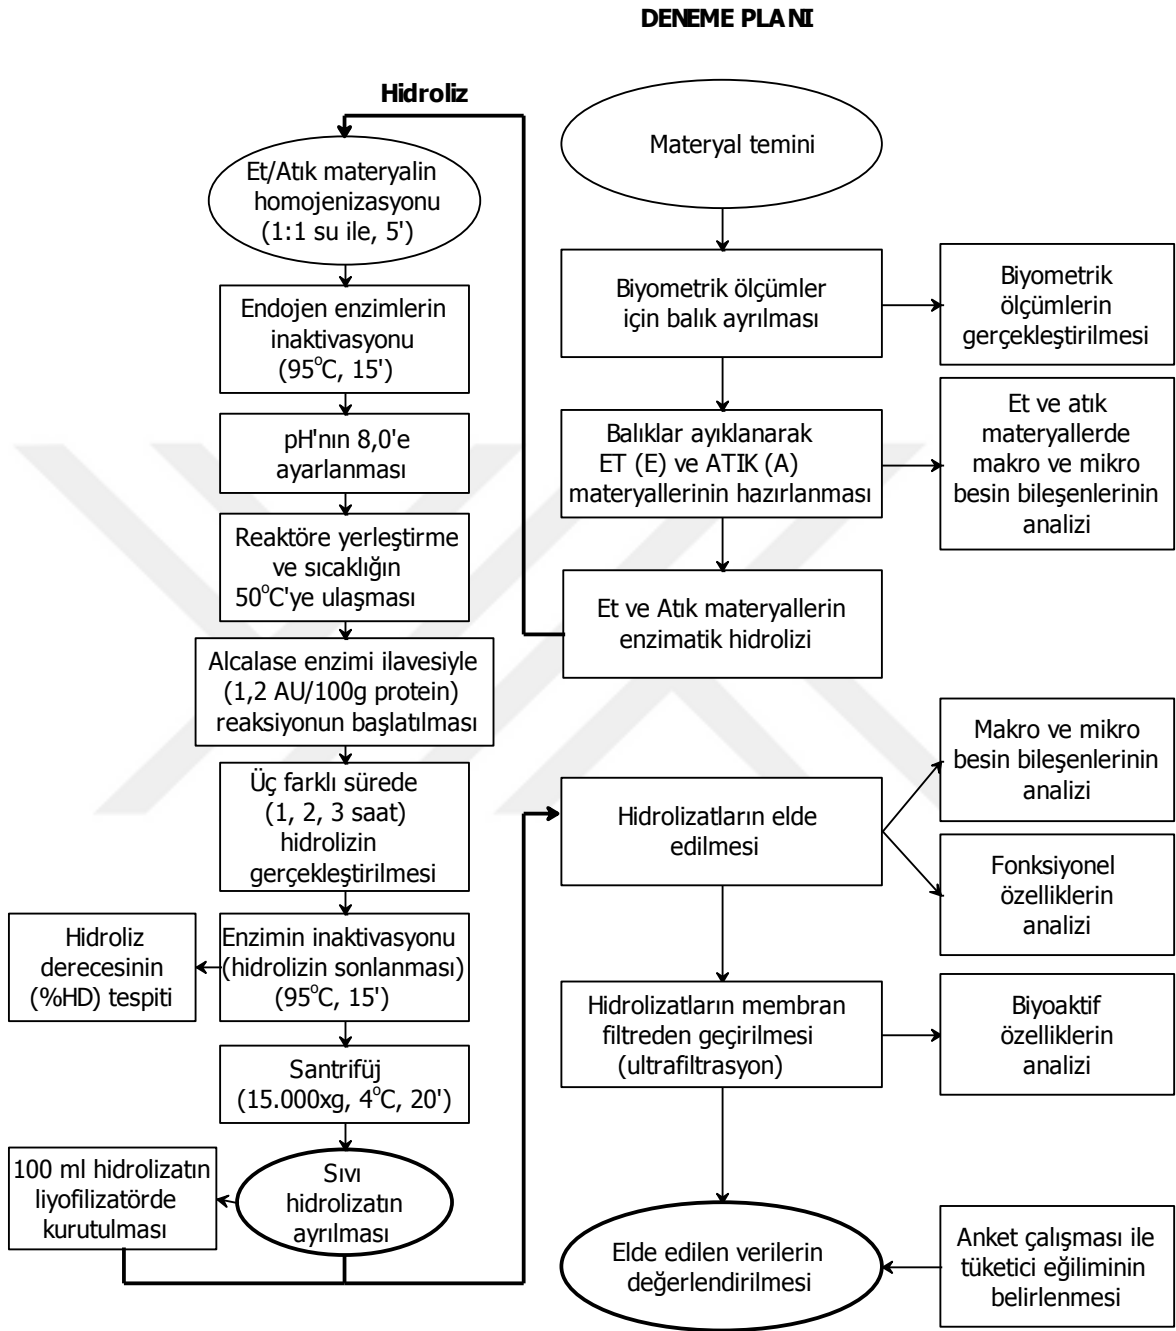 DENEME PLANI
Hidroliz
Et/Atık materyalin
homojenizasyonu
(1:1 su ile, 5')
Endojen enzimlerin
inaktivasyonu
(95°C, 15')
pH'nın 8,0'e
ayarlanması
Reaktöre yerleştirme
ve sıcaklığın
50°C'ye ulaşması
Alcalase enzimi ilavesiyle
(1,2 AU/100g protein)
reaksiyonun başlatılması
Üç farklı sürede
(1, 2, 3 saat)
hidrolizin
gerçekleştirilmesi
Enzimin inaktivasyonu
(hidrolizin sonlanması)
(95°C, 15')
Hidroliz
derecesinin
(%HD) tespiti
Santrifüj
(15.000xg, 4°C, 20')
Sıvı
hidrolizatın
ayrılması
100 ml hidrolizatın
liyofilizatörde
kurutulması
Materyal temini
Biyometrik ölçümler
için balık ayrılması
Biyometrik
ölçümlerin
gerçekleştirilmesi
Balıklar ayıklanarak
ET (E) ve ATIK (A)
materyallerinin hazırlanması
Et ve atık
materyallerde
makro ve mikro
besin bileşenlerinin
analizi
Et ve Atık materyallerin
enzimatik hidrolizi
Hidrolizatların elde
edilmesi
Makro ve mikro
besin bileşenlerinin
analizi
Fonksiyonel
özelliklerin
analizi
Hidrolizatların membran
filtreden geçirilmesi
(ultrafiltrasyon)
Biyoaktif
özelliklerin
analizi
Elde edilen verilerin
değerlendirilmesi
Anket çalışması ile
tüketici eğiliminin
belirlenmesi